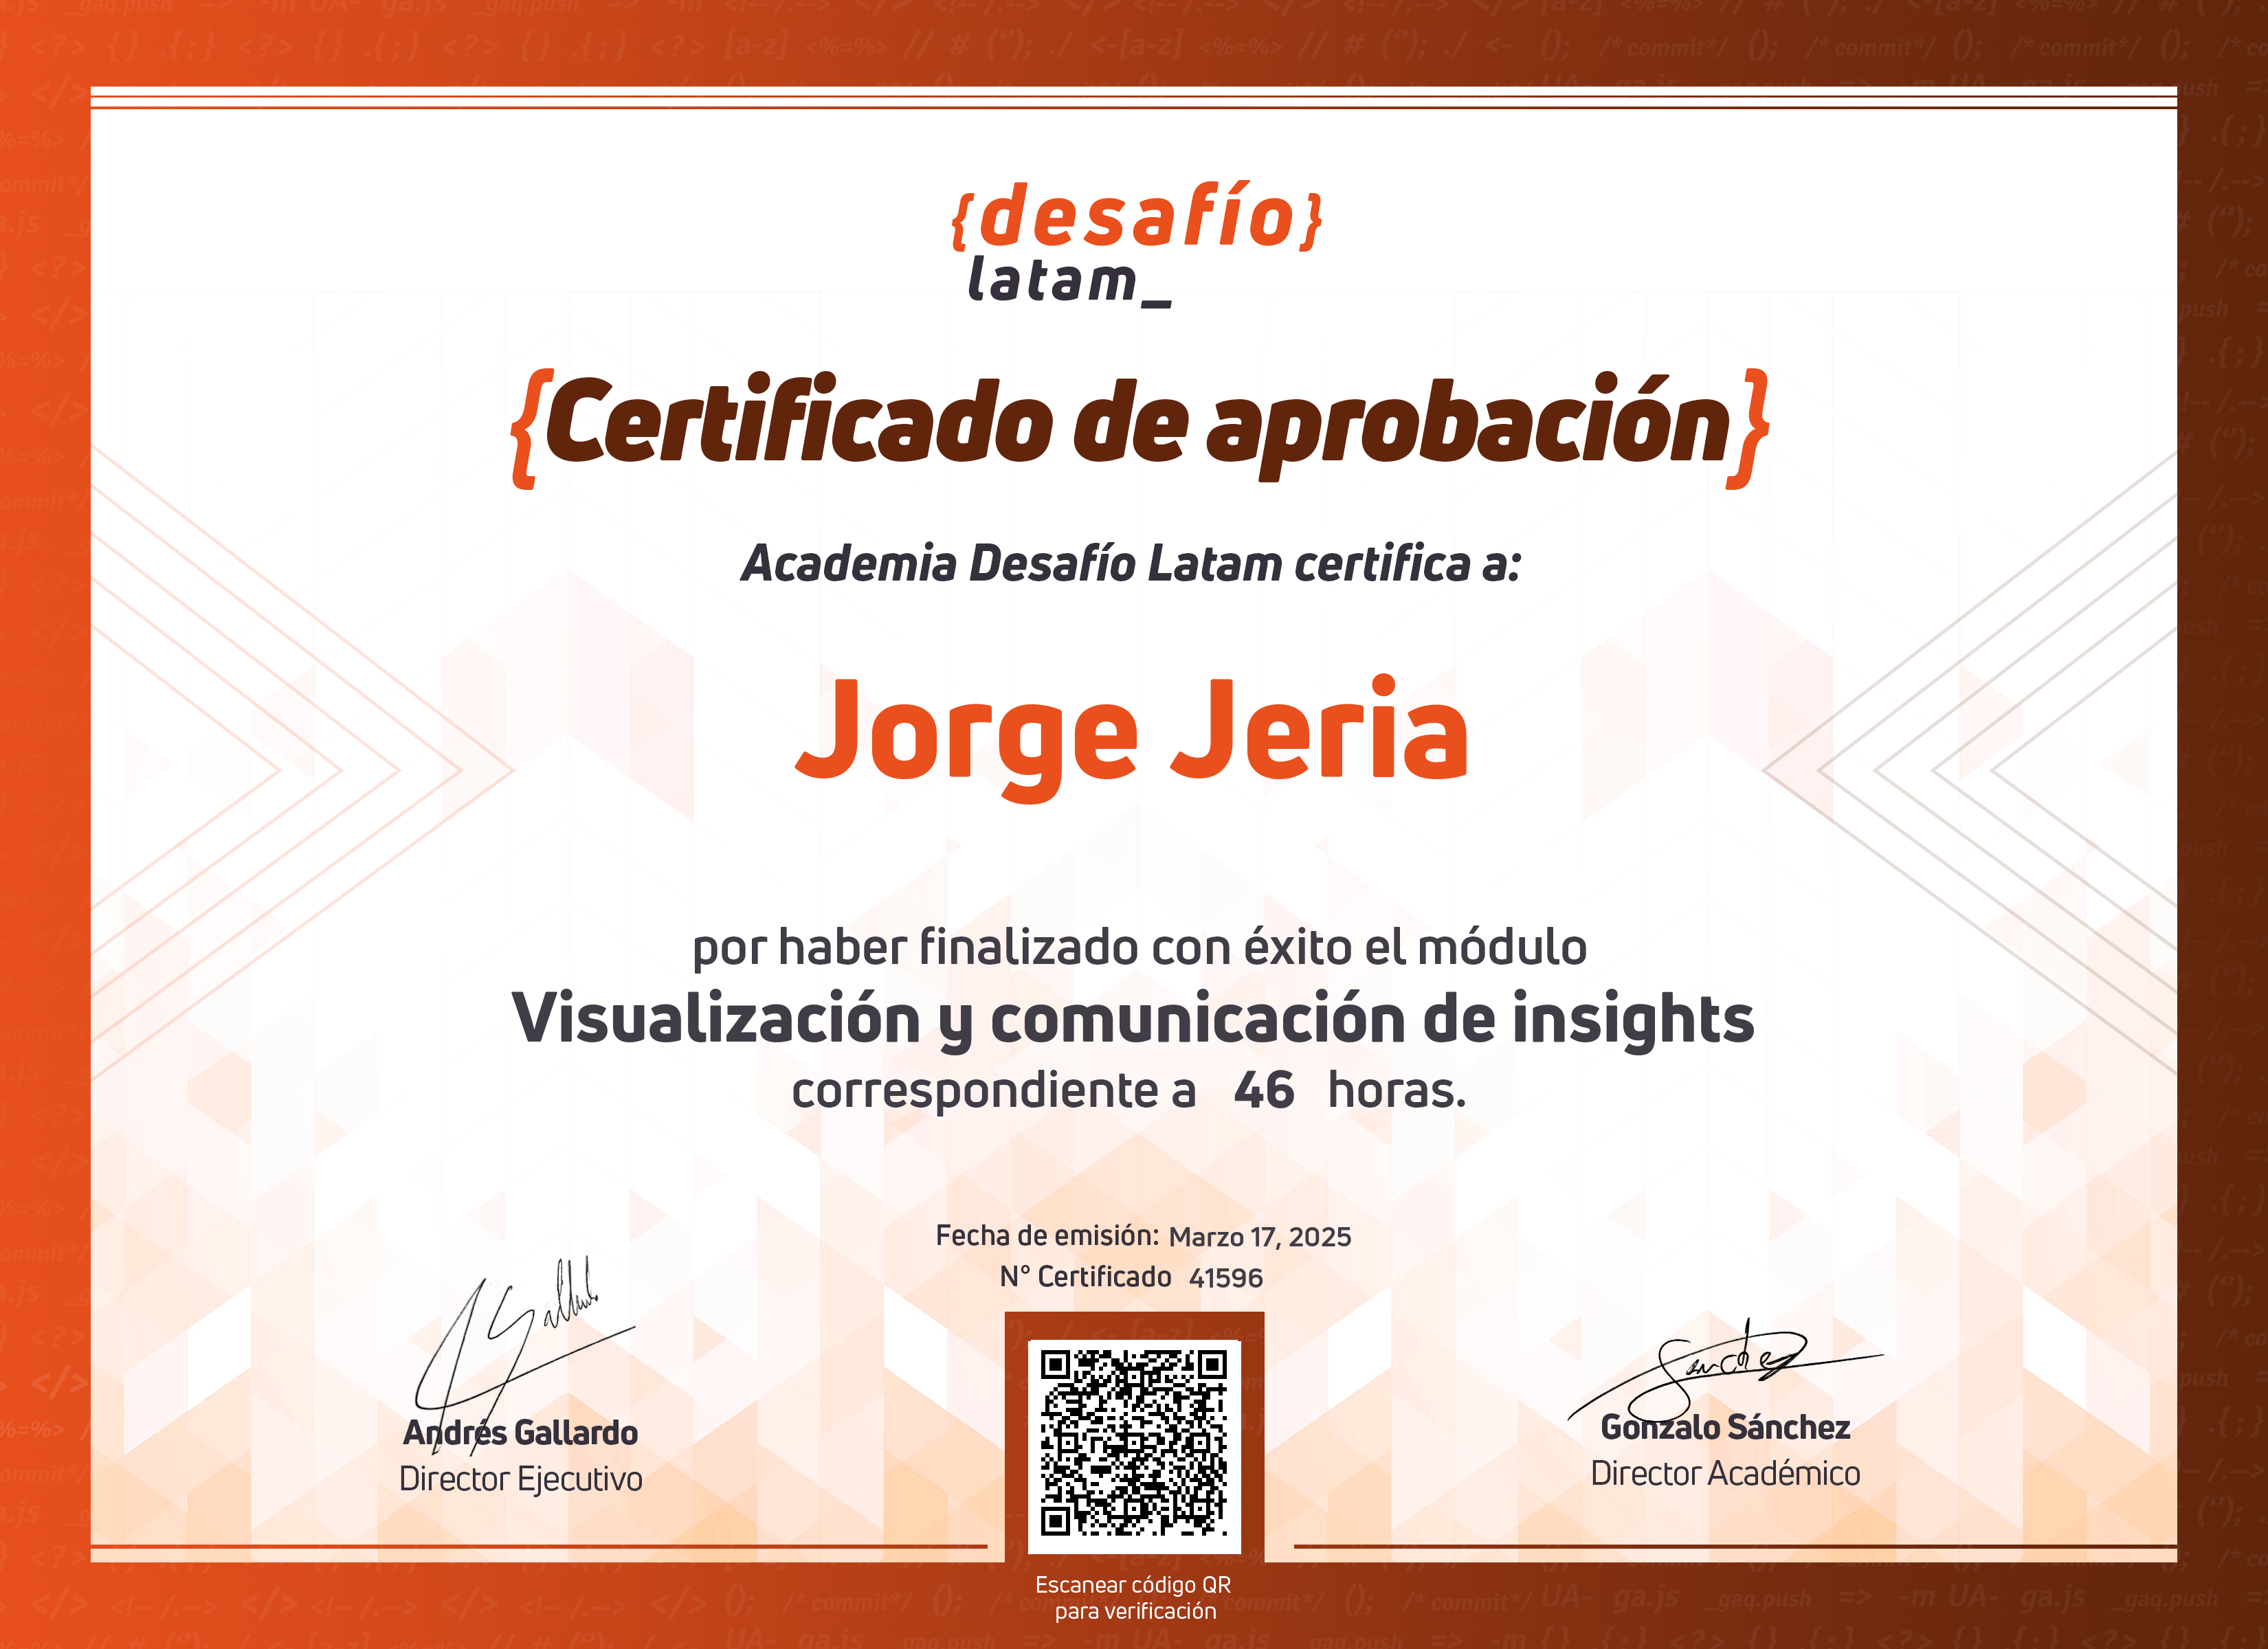 {desafío}
latam_
{Certificado de aprobación}
Academia Desafío Latam certifica a:
Jorge Jeria
por haber finalizado con éxito el módulo
Visualización y comunicación de insights
correspondiente a 46 horas.
Fecha de emisión: Marzo 17, 2025
N° Certificado 41596
Andrés Gallardo
Director Ejecutivo
Gonzalo Sánchez
Director Académico
Escanear código QR
para verificación